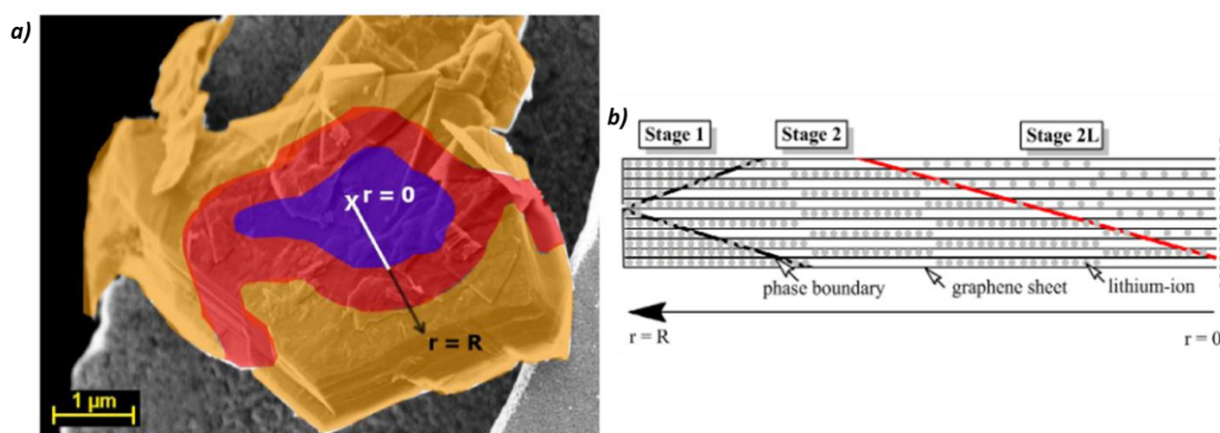 a)
r = 0
r = R
1 µm
b)
Stage 1 Stage 2 Stage 2L
phase boundary graphene sheet lithium-ion
r = R r = 0